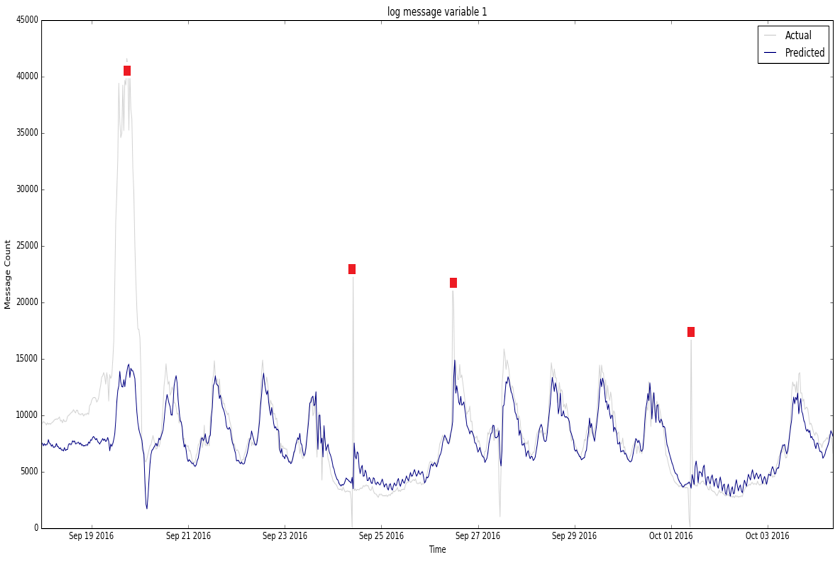 log message variable 1
Actual
Predicted
45000
40000
35000
30000
25000
20000
15000
10000
5000
0
Message Count
Sep 19 2016 Sep 21 2016 Sep 23 2016 Sep 25 2016 Sep 27 2016 Sep 29 2016 Oct 01 2016 Oct 03 2016
Time